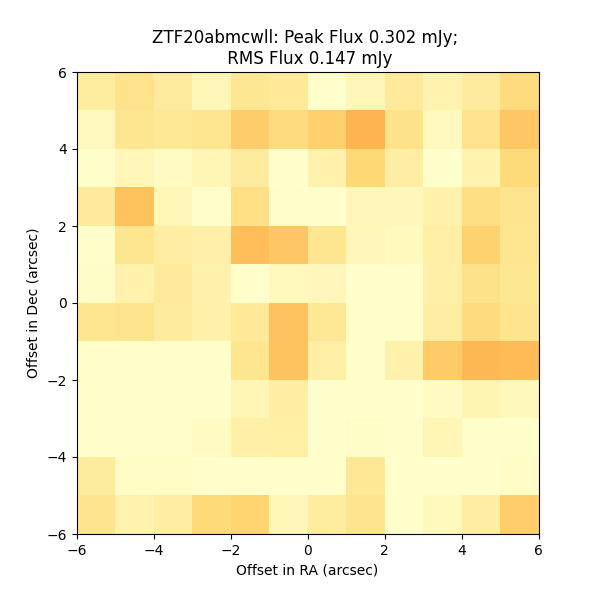 ZTF20abmcwll: Peak Flux 0.302 mJy;
RMS Flux 0.147 mJy
6
4
2
0
−2
−4
−6
Offset in Dec (arcsec)
−6 −4 −2 0 2 4 6
Offset in RA (arcsec)